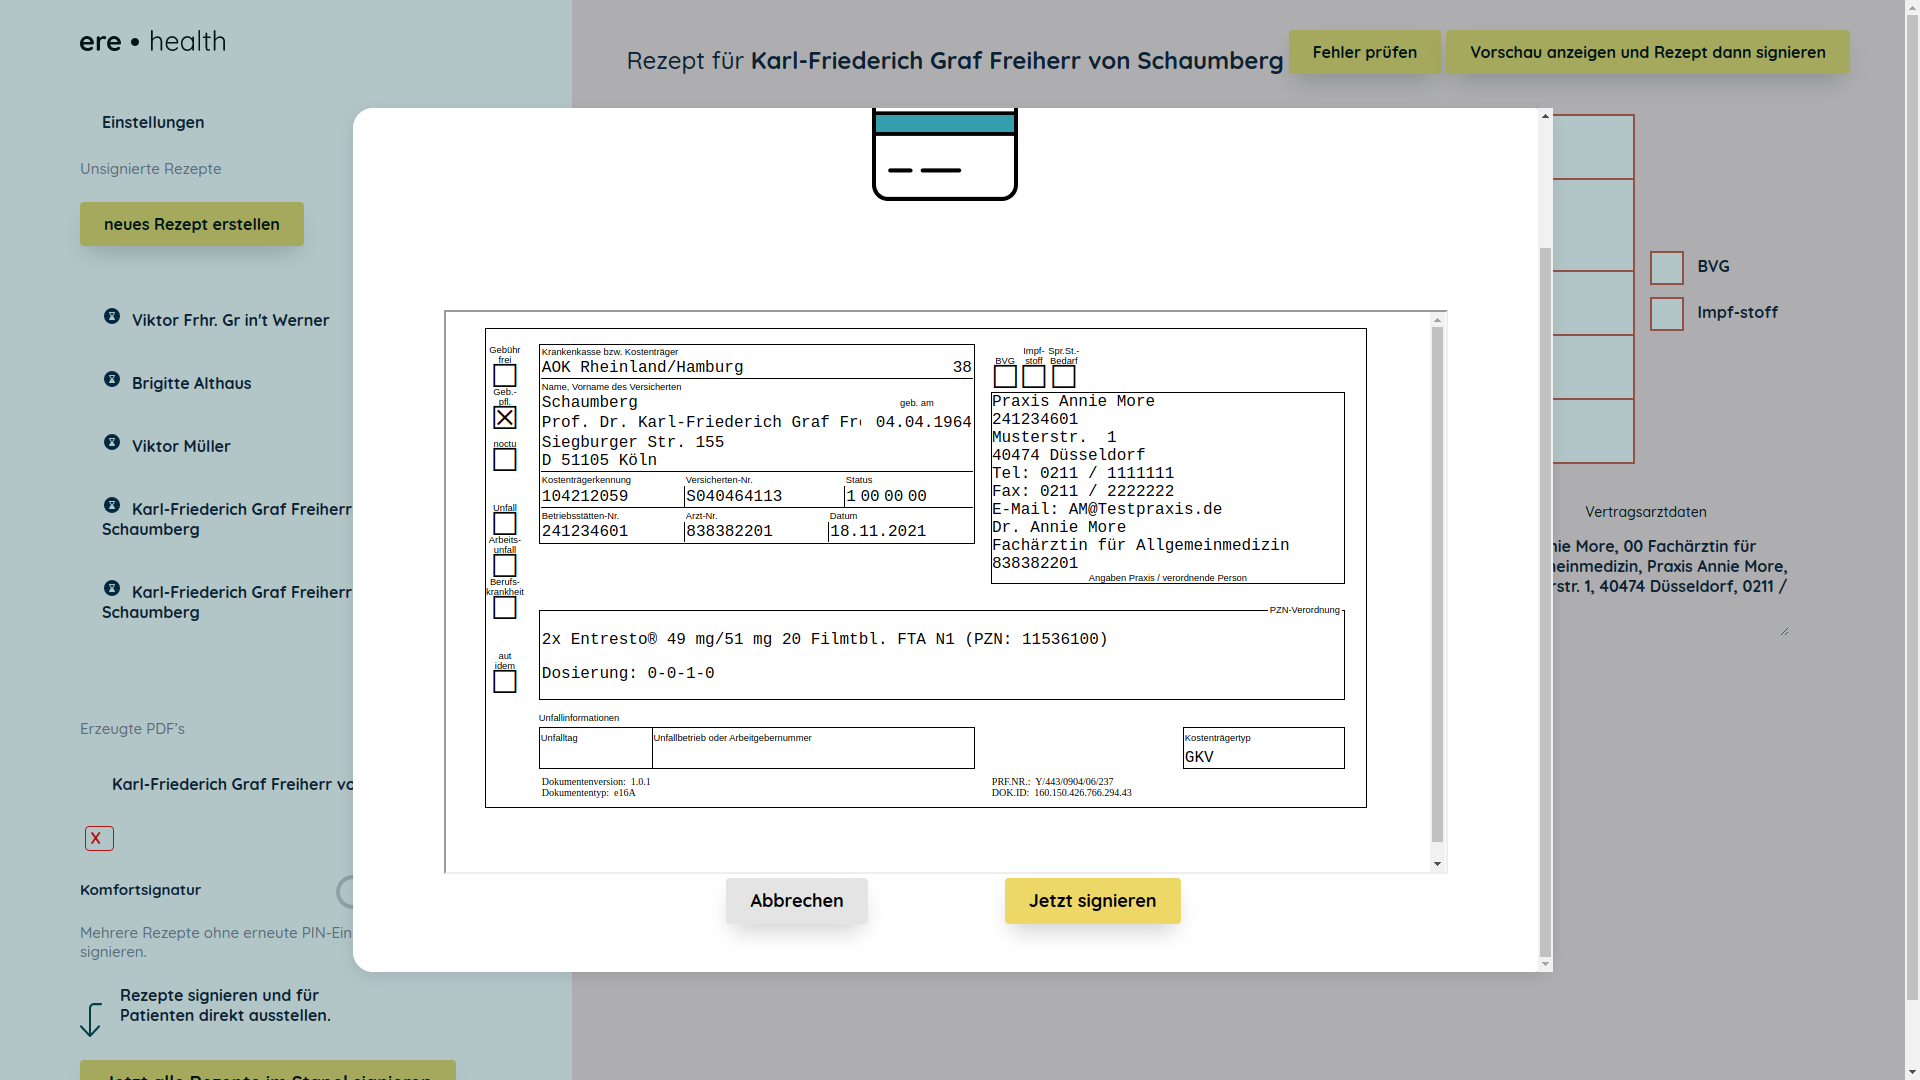 ere • health
Einstellungen
Unsignierte Rezepte
neues Rezept erstellen
Viktor Frhr. Gr in't Werner
Brigitte Althaus
Viktor Müller
Karl-Friederich Graf Freiherr
Schaumberg
Karl-Friederich Graf Freiherr
Schaumberg
Erzeugte PDF's
Karl-Friederich Graf Freiherr vo
X
Komfortsignatur
Mehrere Rezepte ohne erneute PIN-Ein
signieren.
Rezepte signieren und für
Patienten direkt ausstellen.
Jetzt alle Rezepte im Stapel signieren
Rezept für Karl-Friederich Graf Freiherr von Schaumberg
Fehler prüfen
Vorschau anzeigen und Rezept dann signieren
Gebühr
frei
Geb.-
pfl.
noctu
Unfall
Arbeits-
unfall
Berufs-
krankheit
aut
idem
Krankenkasse bzw. Kostenträger
AOK Rheinland/Hamburg 38
Name, Vorname des Versicherten
Schaumberg geb. am
Prof. Dr. Karl-Friederich Graf Fr 04.04.1964
Siegburger Str. 155
D 51105 Köln
Kostenträgerkennung Versicherten-Nr. Status
104212059 S040464113 1 00 00 00
Betriebsstätten-Nr. Arzt-Nr. Datum
241234601 838382201 18.11.2021
BVG Impf-stoff Spr.St.-Bedarf
Praxis Annie More
241234601
Musterstr. 1
40474 Düsseldorf
Tel: 0211 / 1111111
Fax: 0211 / 2222222
E-Mail: AM@Testpraxis.de
Dr. Annie More
Fachärztin für Allgemeinmedizin
838382201
Angaben Praxis / verordnende Person
PZN-Verordnung
2x Entresto® 49 mg/51 mg 20 Filmtbl. FTA N1 (PZN: 11536100)
Dosierung: 0-0-1-0
Unfallinformationen
Unfalltag Unfallbetrieb oder Arbeitgebernummer
Kostenträgertyp
GKV
Dokumentenversion: 1.0.1
Dokumententyp: e16A
PRF.NR.: Y/443/0904/06/237
DOK.ID: 160.150.426.766.294.43
Abbrechen
Jetzt signieren
BVG
Impf-stoff
Vertragsarztdaten
nie More, 00 Fachärztin für
einmedizin, Praxis Annie More,
rstr. 1, 40474 Düsseldorf, 0211 /